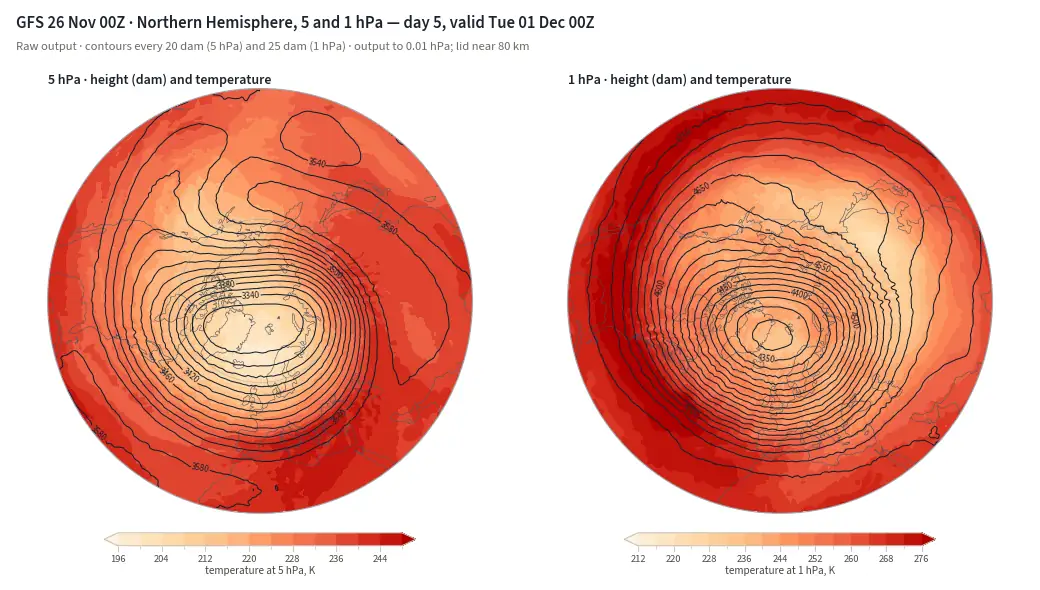 GFS 26 Nov 00Z · Northern Hemisphere, 5 and 1 hPa — day 5, valid Tue 01 Dec 00Z
Raw output · contours every 20 dam (5 hPa) and 25 dam (1 hPa) · output to 0.01 hPa; lid near 80 km
5 hPa · height (dam) and temperature
1 hPa · height (dam) and temperature
3540
3340
3420
3580
3580
4650
4550
4400
4350
196 204 212 220 228 236 244
temperature at 5 hPa, K
212 220 228 236 244 252 260 268 276
temperature at 1 hPa, K